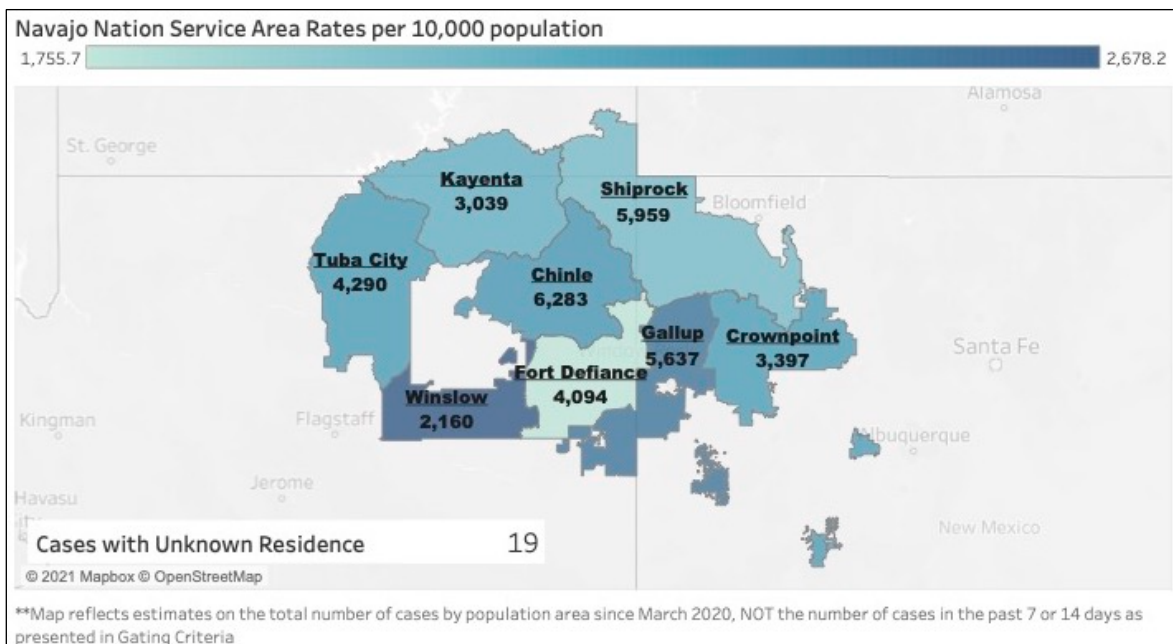 Navajo Nation Service Area Rates per 10,000 population
1,755.7
2,678.2
Alamosa
St. George
Kayenta
3,039
Shiprock
5,959
Bloomfield
Tuba City
4,290
Chinle
6,283
Gallup
5,637
Crownpoint
3,397
Santa Fe
Fort Defiance
4,094
Winslow
2,160
Kingman
Flagstaff
Albuquerque
Jerome
Havasu
New Mexico
Cases with Unknown Residence 19
© 2021 Mapbox © OpenStreetMap
**Map reflects estimates on the total number of cases by population area since March 2020, NOT the number of cases in the past 7 or 14 days as
presented in Gating Criteria